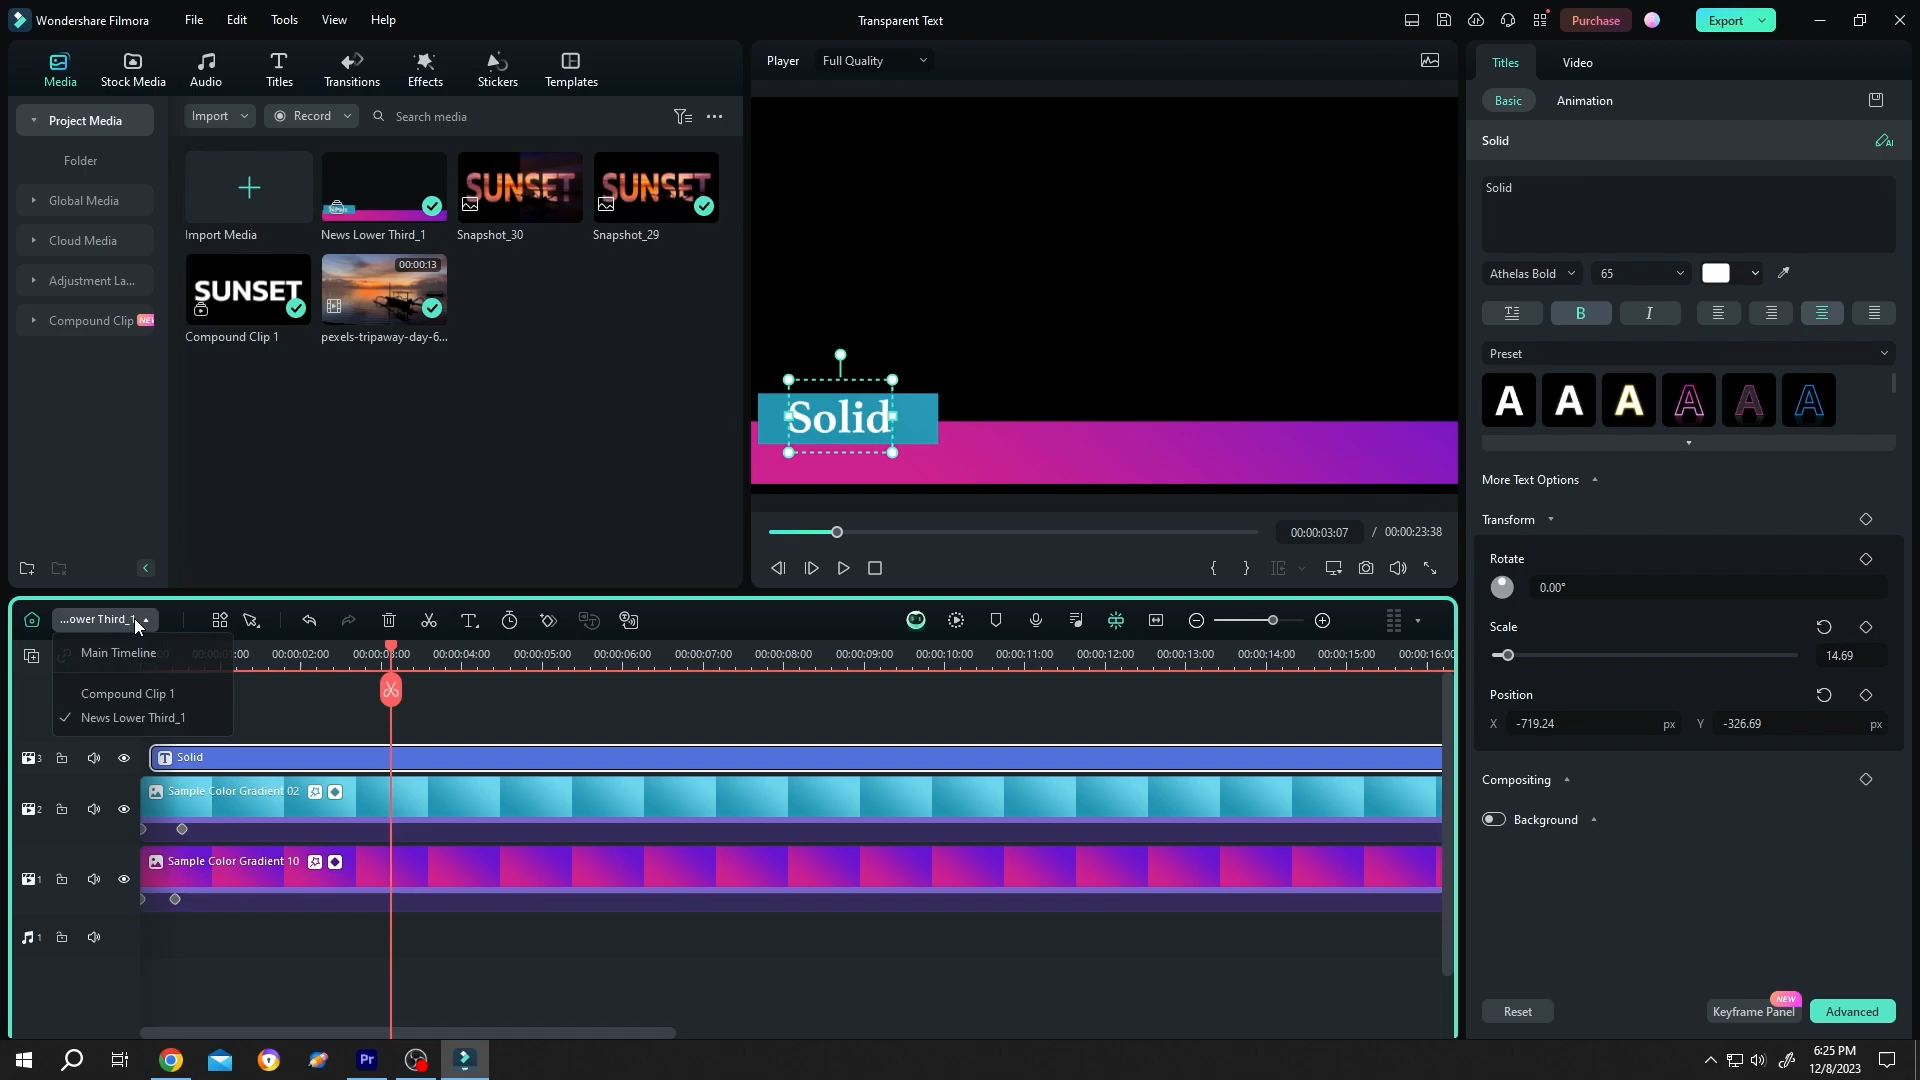 Wondershare Filmora
File
Edit
Tools
View
Help
Transparent Text
Purchase
Export
Media
Stock Media
Audio
Titles
Transitions
Effects
Stickers
Templates
Player
Full Quality
Titles
Video
Basic
Animation
Project Media
Import
Record
Search media
Folder
Global Media
Cloud Media
Adjustment La...
Compound Clip
Import Media
News Lower Third_1
SUNSET
Snapshot_30
SUNSET
Snapshot_29
SUNSET
Compound Clip 1
00:00:13
pexels-tripaway-day-6...
Solid
00:00:03:07 / 00:00:23:38
Solid
AI
Solid
Athelas Bold
65
B
I
Preset
A
A
A
A
A
A
More Text Options
Transform
Rotate
0.00°
Scale
14.69
Position
X -719.24 px
Y -326.69 px
Compositing
Background
Reset
NEW
Keyframe Panel
Advanced
...ower Third_1
Main Timeline
Compound Clip 1
News Lower Third_1
00:00:02:00
00:00:04:00
00:00:05:00
00:00:06:00
00:00:07:00
00:00:08:00
00:00:09:00
00:00:10:00
00:00:11:00
00:00:12:00
00:00:13:00
00:00:14:00
00:00:15:00
00:00:16:00
3
T Solid
2
Sample Color Gradient 02
1
Sample Color Gradient 10
1
Pr
6:25 PM
12/8/2023